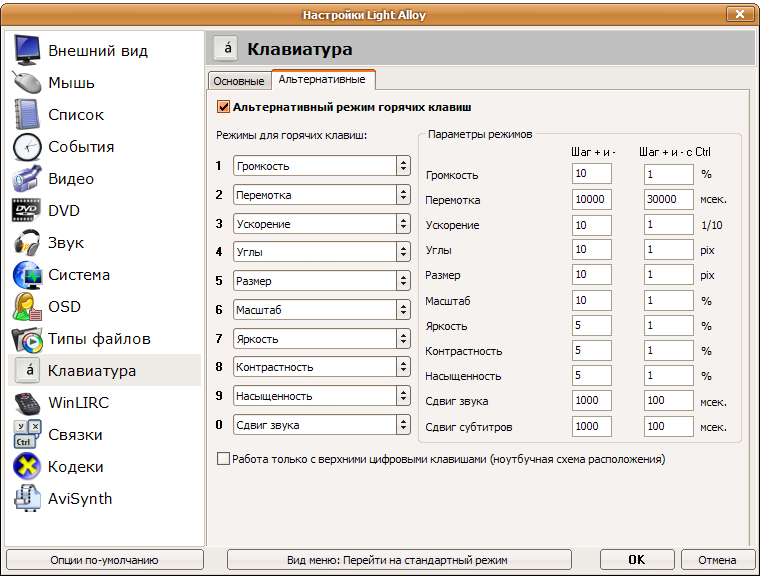 Настройки Light Alloy
Внешний вид
Мышь
Список
События
Видео
DVD
Звук
Система
OSD
Типы файлов
Клавиатура
WinLIRC
Связки
Кодеки
AviSynth
á Клавиатура
Основные Альтернативные
Альтернативный режим горячих клавиш
Режимы для горячих клавиш:
1 Громкость
2 Перемотка
3 Ускорение
4 Углы
5 Размер
6 Масштаб
7 Яркость
8 Контрастность
9 Насыщенность
0 Сдвиг звука
Параметры режимов
Шаг + и - Шаг + и - с Ctrl
Громкость 10 1 %
Перемотка 10000 30000 мсек.
Ускорение 10 1 1/10
Углы 10 1 pix
Размер 10 1 pix
Масштаб 10 1 %
Яркость 5 1 %
Контрастность 5 1 %
Насыщенность 5 1 %
Сдвиг звука 1000 100 мсек.
Сдвиг субтитров 1000 100 мсек.
Работа только с верхними цифровыми клавишами (ноутбучная схема расположения)
Опции по-умолчанию Вид меню: Перейти на стандартный режим OK Отмена